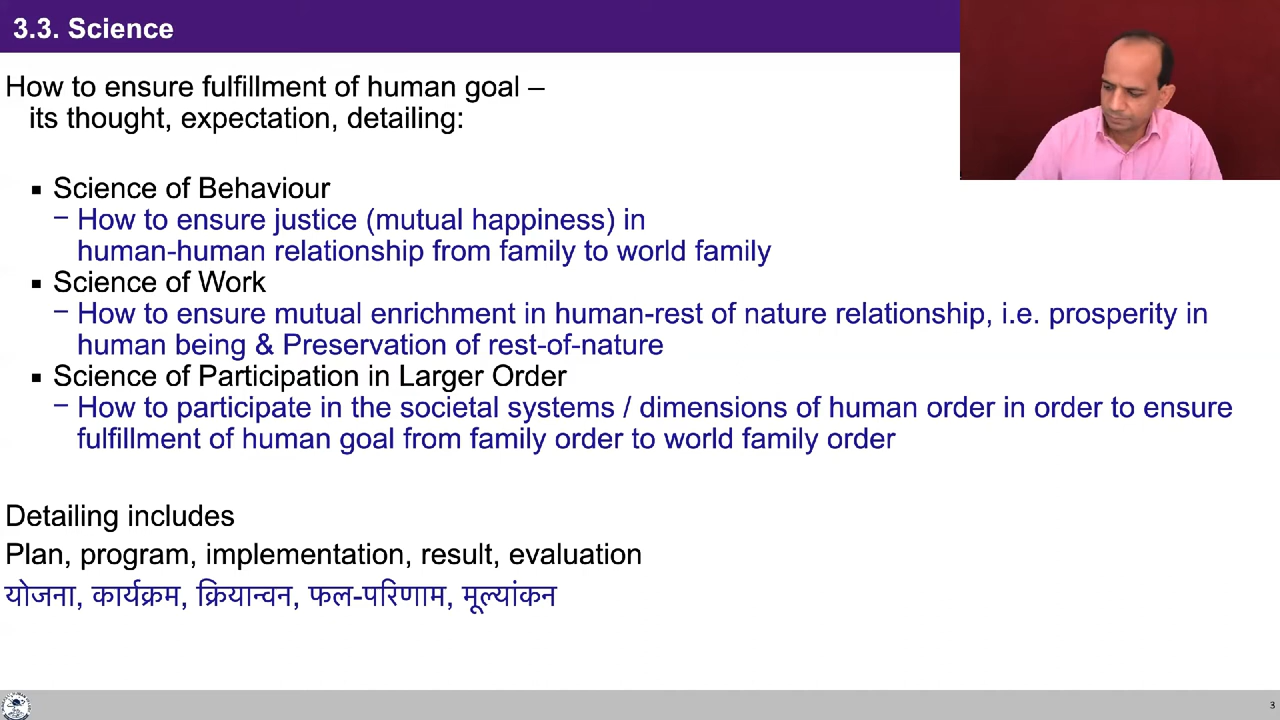 3.3. Science
How to ensure fulfillment of human goal –
its thought, expectation, detailing:
▪ Science of Behaviour
− How to ensure justice (mutual happiness) in
human-human relationship from family to world family
▪ Science of Work
− How to ensure mutual enrichment in human-rest of nature relationship, i.e. prosperity in
human being & Preservation of rest-of-nature
▪ Science of Participation in Larger Order
− How to participate in the societal systems / dimensions of human order in order to ensure
fulfillment of human goal from family order to world family order
Detailing includes
Plan, program, implementation, result, evaluation
योजना, कार्यक्रम, क्रियान्वन, फल-परिणाम, मूल्यांकन
3